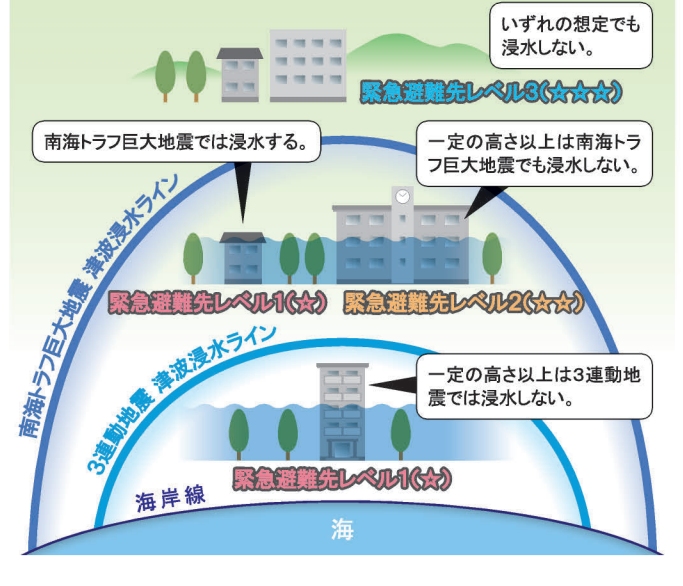 いずれの想定でも
浸水しない。
緊急避難先レベル3(☆☆☆)
南海トラフ巨大地震では浸水する。
一定の高さ以上は南海トラ
フ巨大地震でも浸水しない。
南海トラフ巨大地震 津波浸水ライン
緊急避難先レベル1(☆)
緊急避難先レベル2(☆☆)
3連動地震 津波浸水ライン
一定の高さ以上は3連動地
震では浸水しない。
緊急避難先レベル1(☆)
海岸線
海